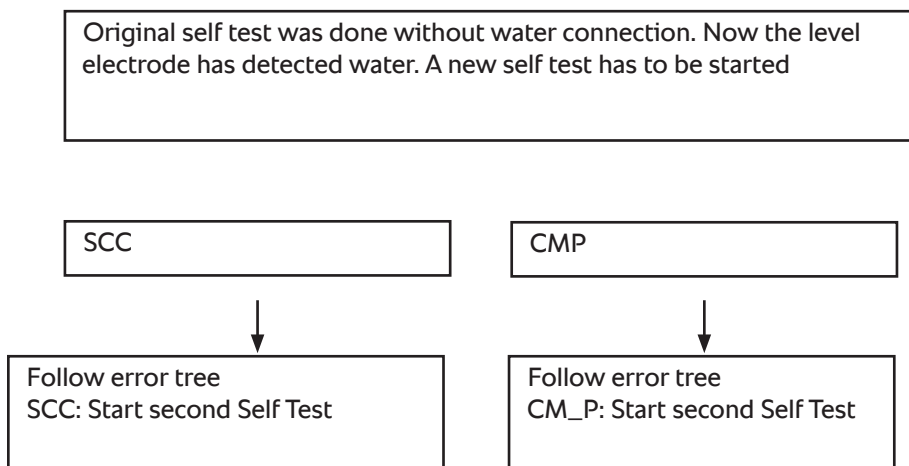 Original self test was done without water connection. Now the level
electrode has detected water. A new self test has to be started
SCC
CMP
Follow error tree
SCC: Start second Self Test
Follow error tree
CM_P: Start second Self Test